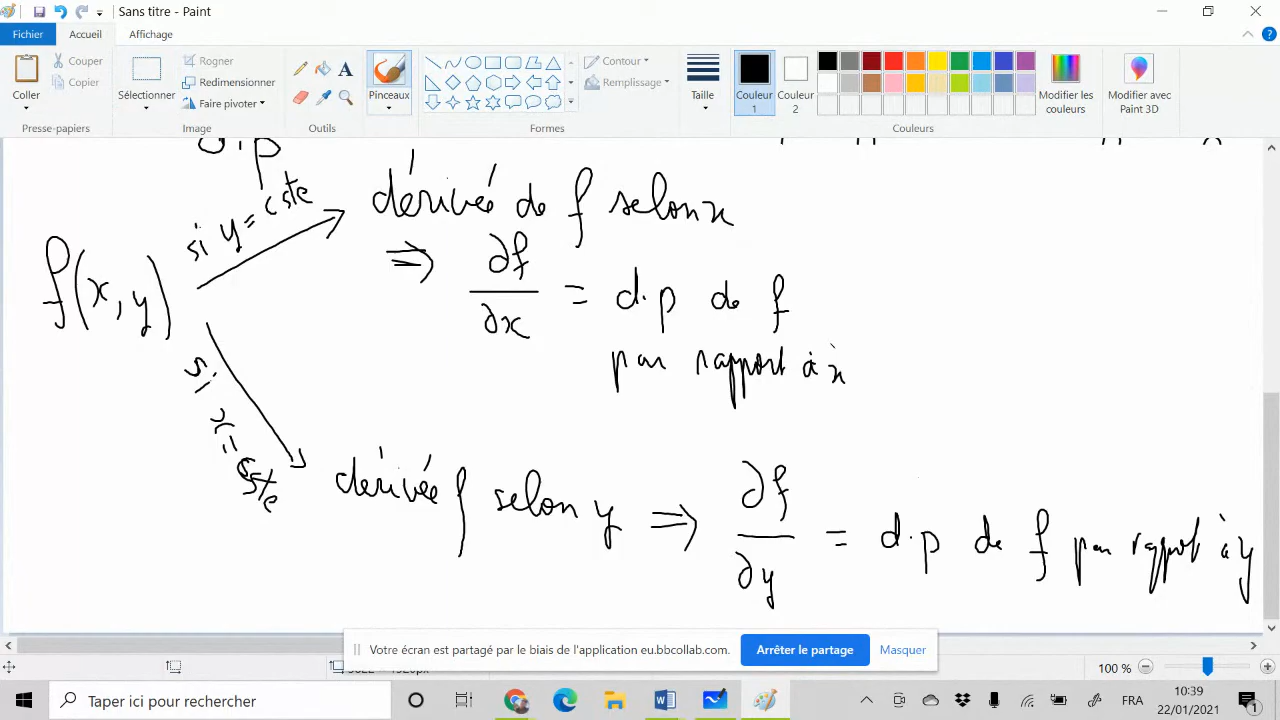 Sans titre - Paint
Fichier Accueil Affichage
Coller
Couper
Copier
Presse-papiers
Sélectionner
Rogner
Redimensionner
Faire pivoter
Image
Outils
Pinceaux
Contour
Remplissage
Formes
Taille
Couleur 1
Couleur 2
Modifier les couleurs
Modifier avec Paint 3D
Couleurs
d.p
f(x, y)
si y = cste
dérivée de f selon x
⇒ ∂f/∂x = d.p de f
par rapport à x
si x = cste
dérivée f selon y ⇒ ∂f/∂y = d.p de f par rapport à y
Votre écran est partagé par le biais de l'application eu.bbcollab.com. Arrêter le partage Masquer
100 %
Taper ici pour rechercher
FRA
10:39
22/01/2021
1